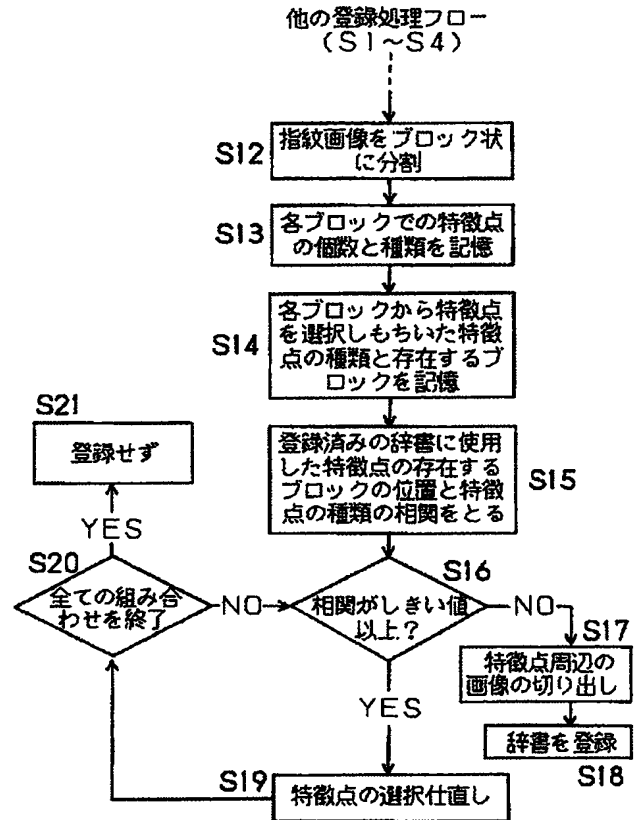 他の登録処理フロー
(S1~S4)
S12
指紋画像をブロック状
に分割
S13
各ブロックでの特徴点
の個数と種類を記憶
S14
各ブロックから特徴点
を選択しもちいた特徴
点の種類と存在するブ
ロックを記憶
S15
登録済みの辞書に使用
した特徴点の存在する
ブロックの位置と特徴
点の種類の相関をとる
S16
相関がしきい値
以上?
NO
S17
特徴点周辺の
画像の切り出し
辞書を登録
S18
YES
S19
特徴点の選択仕直し
S20
全ての組み合
わせを終了
NO
YES
S21
登録せず